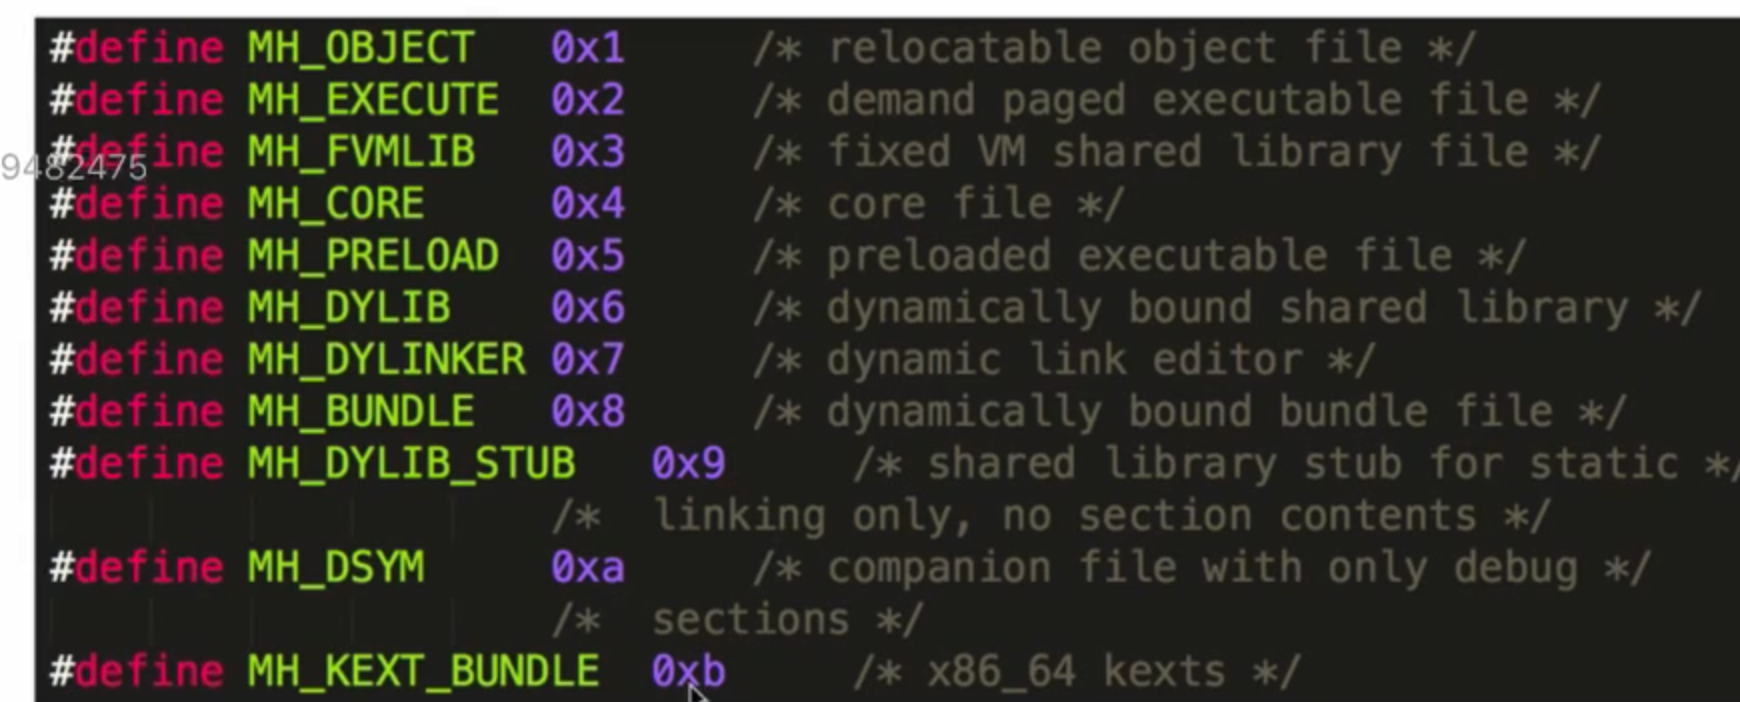 #define MH_OBJECT 0x1 /* relocatable object file */
#define MH_EXECUTE 0x2 /* demand paged executable file */
#define MH_FVMLIB 0x3 /* fixed VM shared library file */
9482475
#define MH_CORE 0x4 /* core file */
#define MH_PRELOAD 0x5 /* preloaded executable file */
#define MH_DYLIB 0x6 /* dynamically bound shared library */
#define MH_DYLINKER 0x7 /* dynamic link editor */
#define MH_BUNDLE 0x8 /* dynamically bound bundle file */
#define MH_DYLIB_STUB 0x9 /* shared library stub for static */
/* linking only, no section contents */
#define MH_DSYM 0xa /* companion file with only debug */
/* sections */
#define MH_KEXT_BUNDLE 0xb /* x86_64 kexts */